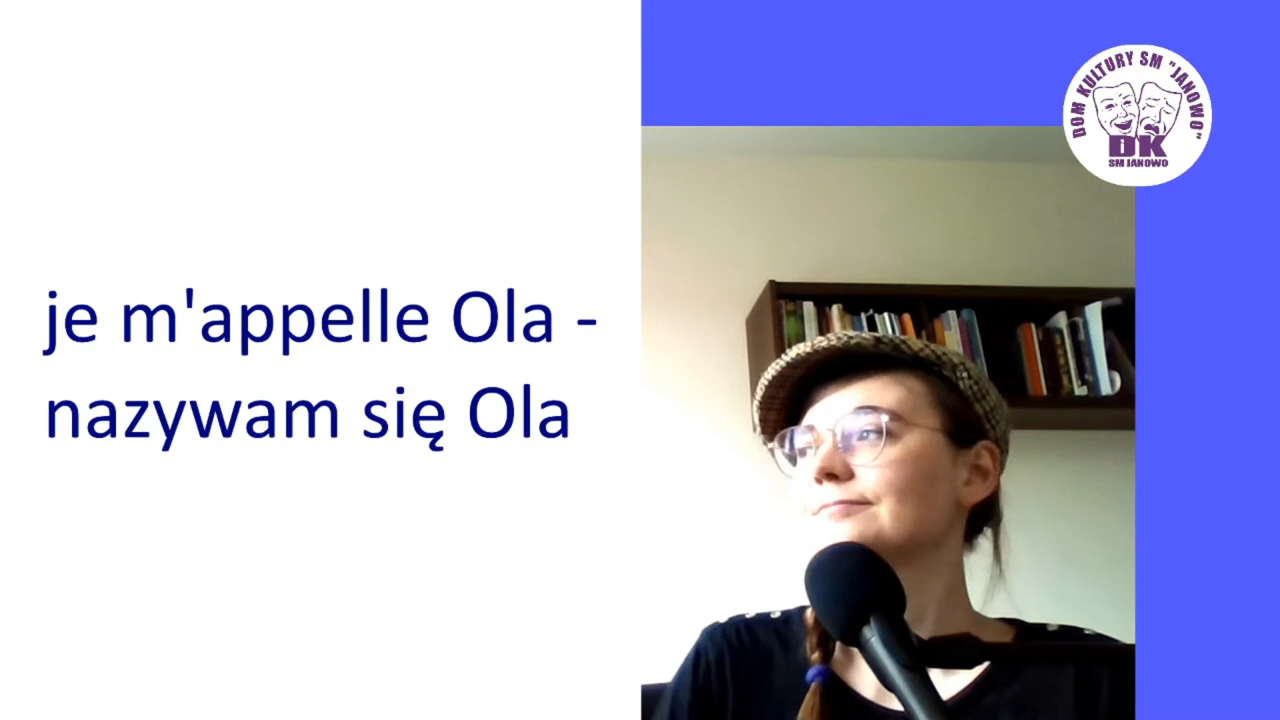 je m'appelle Ola -
nazywam się Ola
DOM KULTURY SM "JANOWO"
DK
SM JANOWO